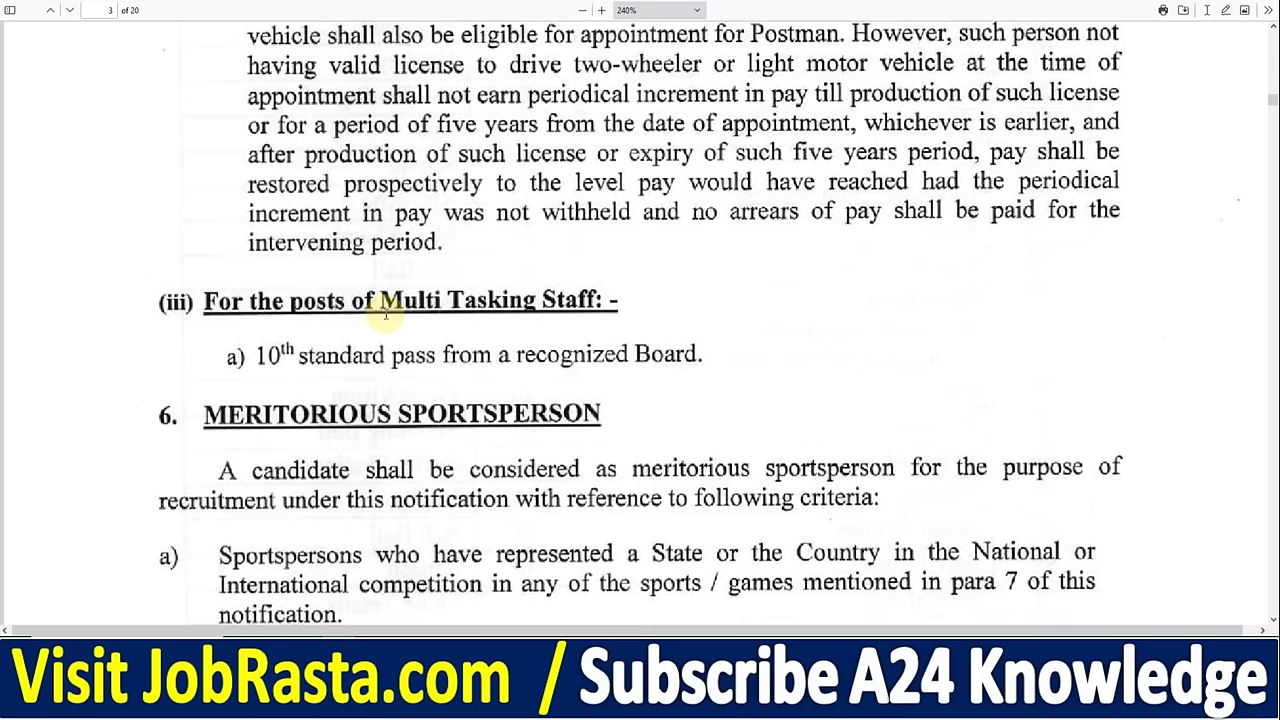 3 of 20
240%
vehicle shall also be eligible for appointment for Postman. However, such person not
having valid license to drive two-wheeler or light motor vehicle at the time of
appointment shall not earn periodical increment in pay till production of such license
or for a period of five years from the date of appointment, whichever is earlier, and
after production of such license or expiry of such five years period, pay shall be
restored prospectively to the level pay would have reached had the periodical
increment in pay was not withheld and no arrears of pay shall be paid for the
intervening period.
(iii) For the posts of Multi Tasking Staff: -
a) 10th standard pass from a recognized Board.
6. MERITORIOUS SPORTSPERSON
A candidate shall be considered as meritorious sportsperson for the purpose of
recruitment under this notification with reference to following criteria:
a) Sportspersons who have represented a State or the Country in the National or
International competition in any of the sports / games mentioned in para 7 of this
notification.
Visit JobRasta.com / Subscribe A24 Knowledge